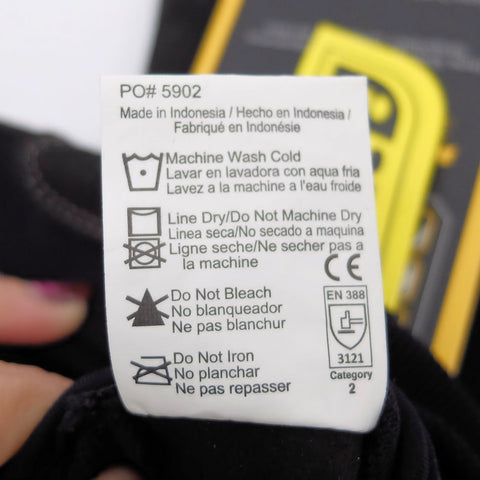 PO# 5902
Made in Indonesia / Hecho en Indonesia /
Fabriqué en Indonésie
Machine Wash Cold
Lavar en lavadora con aqua fria
Lavez a la machine a l'eau froide
Line Dry/Do Not Machine Dry
Linea seca/No secado a maquina
Ligne seche/Ne secher pas a
la machine
CE
Do Not Bleach
No blanqueador
Ne pas blanchur
EN 388
3121
Category
2
Do Not Iron
No planchar
Ne pas repasser